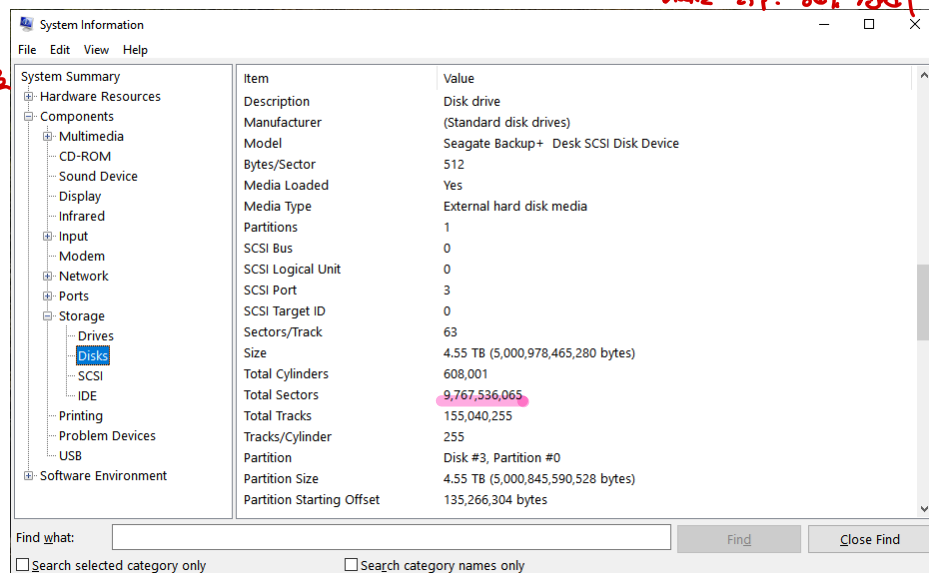 System Information
File Edit View Help
System Summary
Hardware Resources
Components
Multimedia
CD-ROM
Sound Device
Display
Infrared
Input
Modem
Network
Ports
Storage
Drives
Disks
SCSI
IDE
Printing
Problem Devices
USB
Software Environment
Item Value
Description Disk drive
Manufacturer (Standard disk drives)
Model Seagate Backup+ Desk SCSI Disk Device
Bytes/Sector 512
Media Loaded Yes
Media Type External hard disk media
Partitions 1
SCSI Bus 0
SCSI Logical Unit 0
SCSI Port 3
SCSI Target ID 0
Sectors/Track 63
Size 4.55 TB (5,000,978,465,280 bytes)
Total Cylinders 608,001
Total Sectors 9,767,536,065
Total Tracks 155,040,255
Tracks/Cylinder 255
Partition Disk #3, Partition #0
Partition Size 4.55 TB (5,000,845,590,528 bytes)
Partition Starting Offset 135,266,304 bytes
Find what: Find Close Find
Search selected category only Search category names only